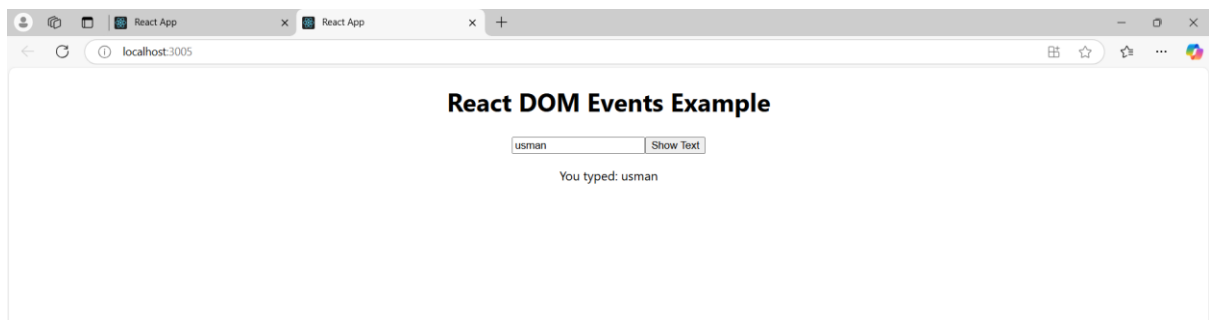 React App
React App
localhost:3005
React DOM Events Example
usman
Show Text
You typed: usman